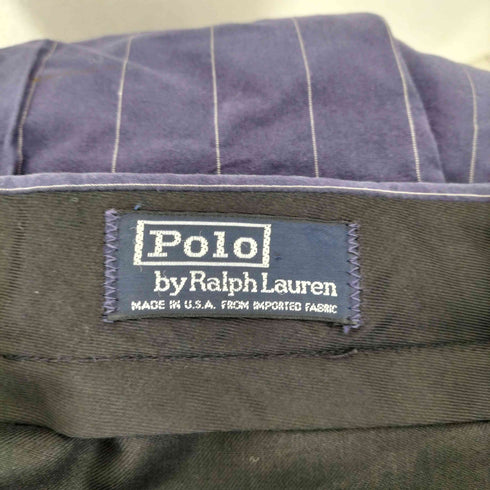 Polo
by Ralph Lauren
MADE IN U.S.A. FROM IMPORTED FABRIC